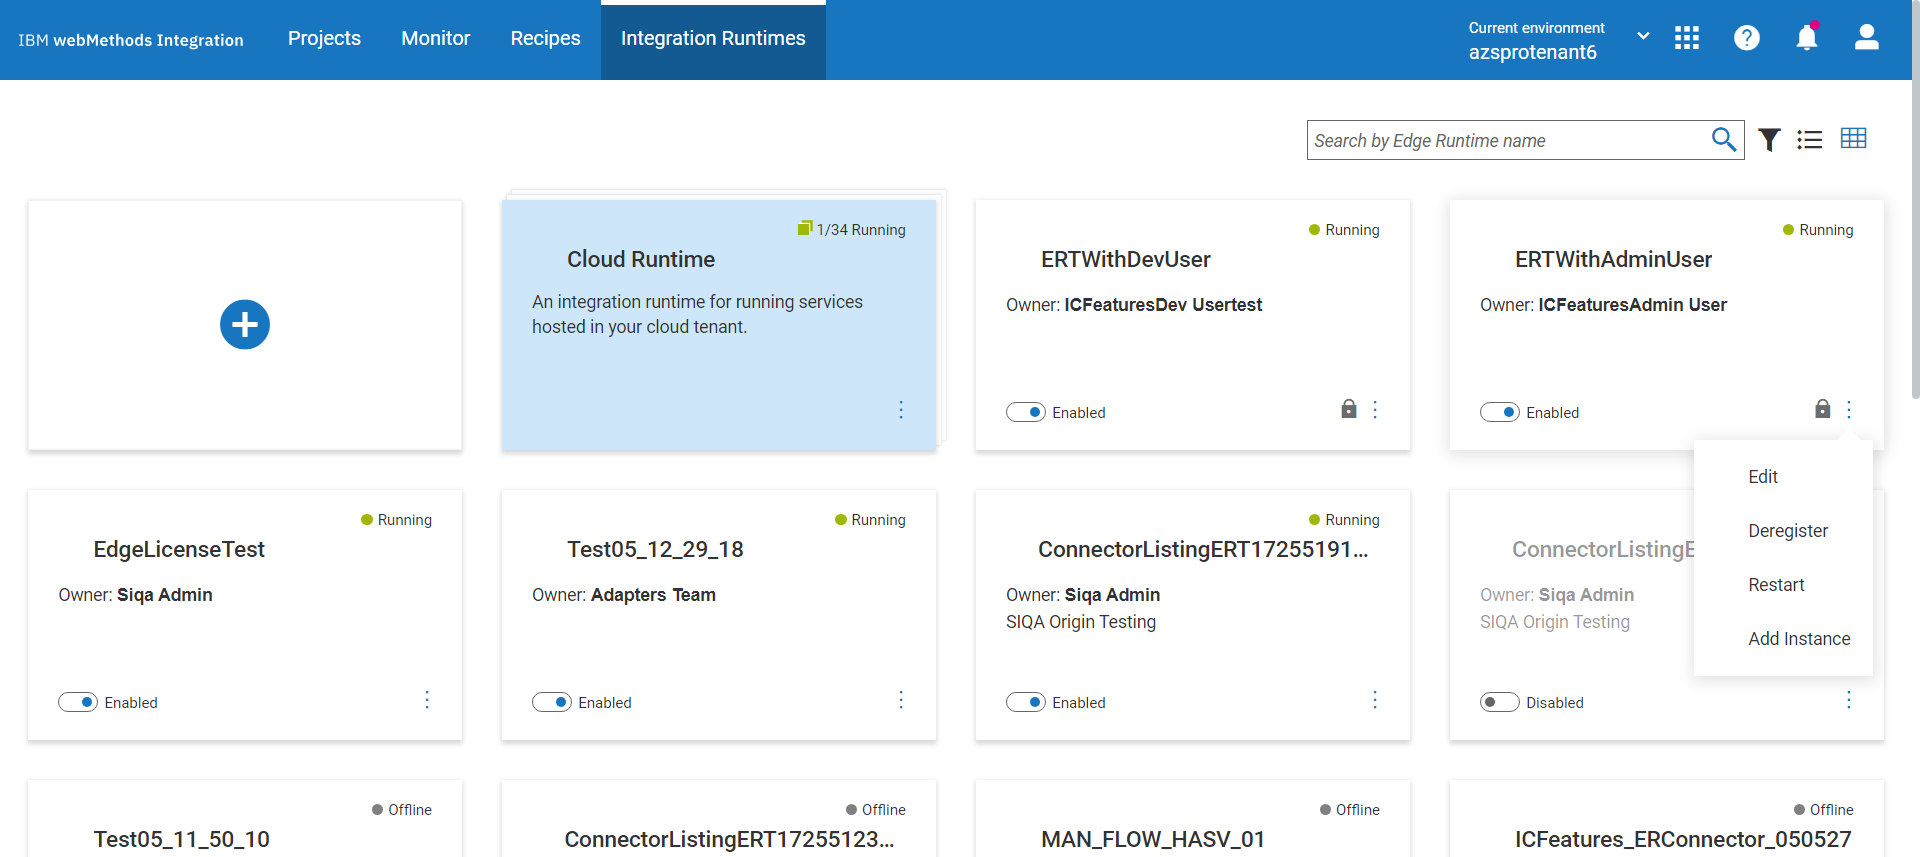 IBM webMethods Integration
Projects
Monitor
Recipes
Integration Runtimes
Current environment
azsprotenant6
Search by Edge Runtime name
1/34 Running
Cloud Runtime
An integration runtime for running services
hosted in your cloud tenant.
Running
ERTWithDevUser
Owner: ICFeaturesDev Usertest
Enabled
Running
ERTWithAdminUser
Owner: ICFeaturesAdmin User
Enabled
Edit
Deregister
Restart
Add Instance
Running
EdgeLicenseTest
Owner: Siqa Admin
Enabled
Running
Test05_12_29_18
Owner: Adapters Team
Enabled
Running
ConnectorListingERT17255191...
Owner: Siqa Admin
SIQA Origin Testing
Enabled
ConnectorListingE
Owner: Siqa Admin
SIQA Origin Testing
Disabled
Offline
Test05_11_50_10
Offline
ConnectorListingERT17255123...
Offline
MAN_FLOW_HASV_01
Offline
ICFeatures_ERConnector_050527